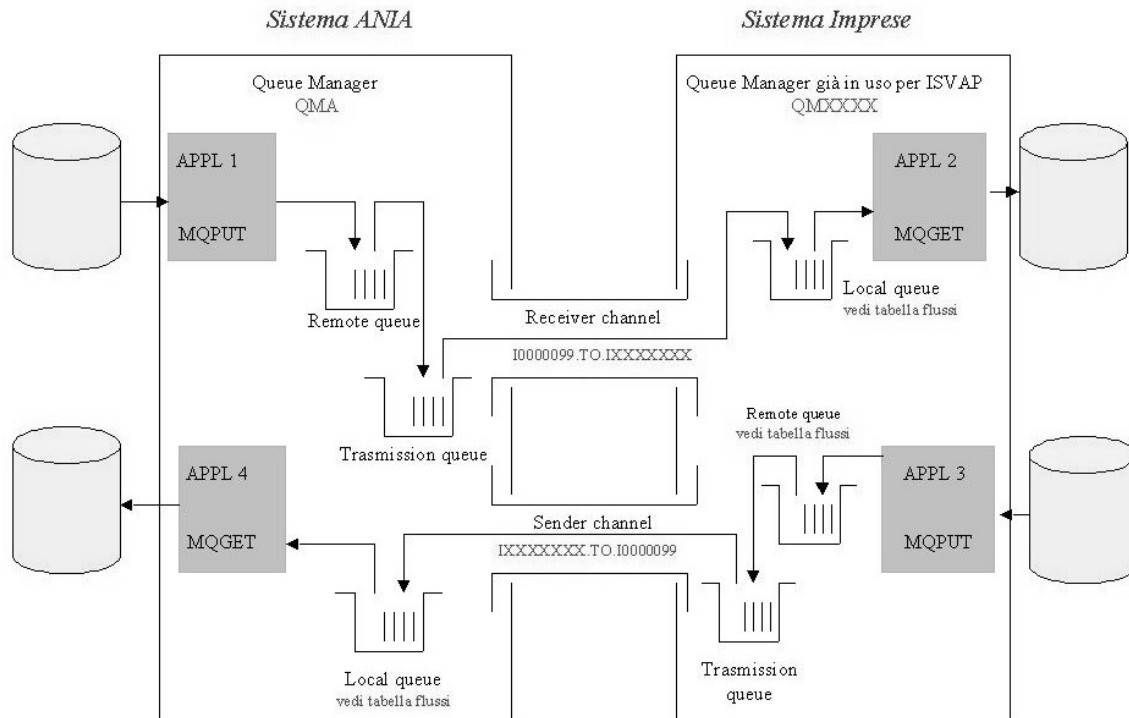 Sistema ANIA
Sistema Imprese
Queue Manager
QMA
Queue Manager già in uso per ISVAP
QMXXXX
APPL 1
MQPUT
APPL 2
MQGET
Remote queue
Receiver channel
I0000099.TO.IXXXXXXX
Local queue
vedi tabella flussi
Trasmission queue
Remote queue
vedi tabella flussi
APPL 4
MQGET
APPL 3
MQPUT
Sender channel
IXXXXXXX.TO.I0000099
Local queue
vedi tabella flussi
Trasmission
queue